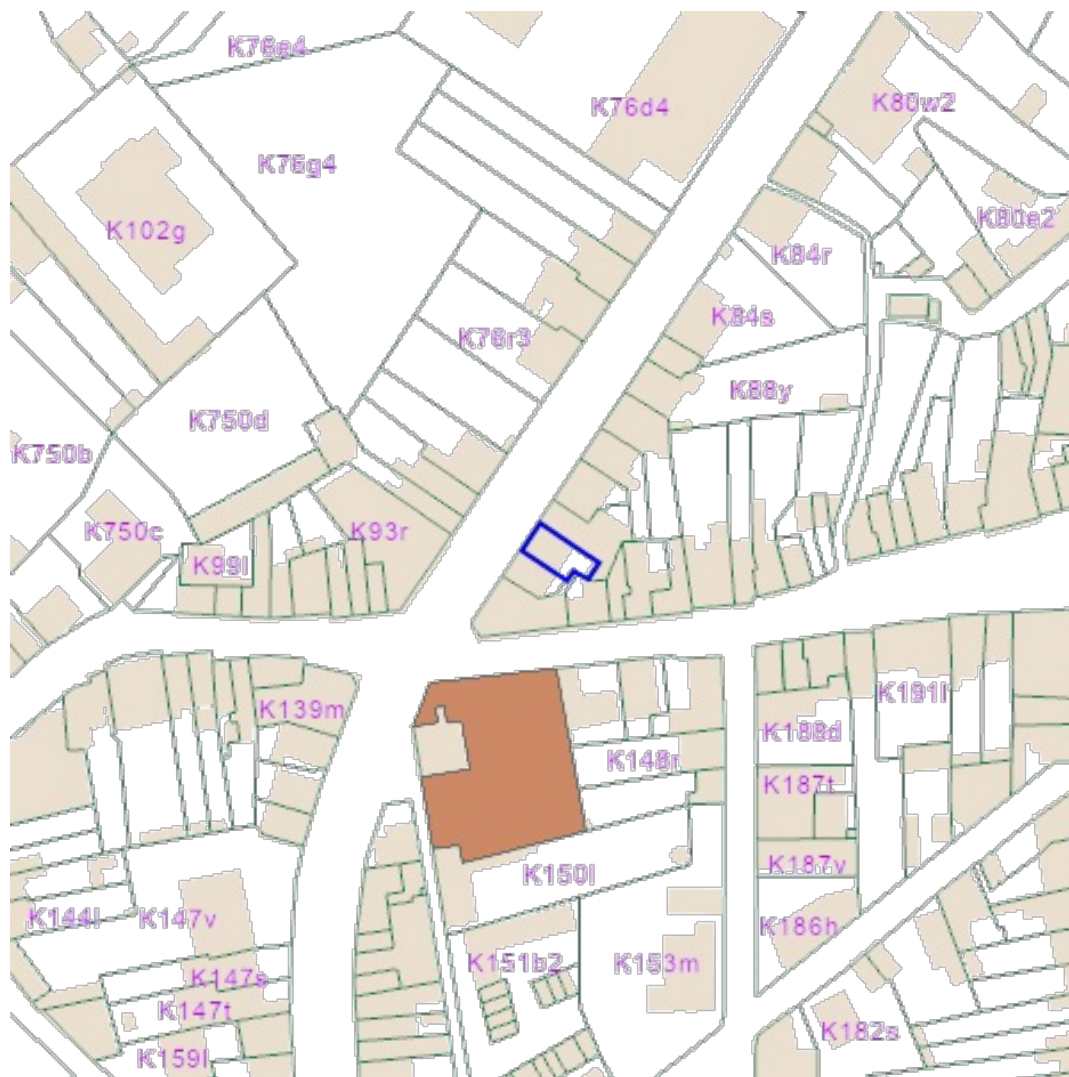 K76e4
K76d4
K80w2
K76g4
K102g
K80e2
K84r
K84s
K76r3
K88y
K750d
K750b
K750c
K93r
K99l
K191l
K139m
K188d
K148r
K187t
K187v
K150l
K144l
K147v
K186h
K151b2
K153m
K147s
K147t
K182s
K159l